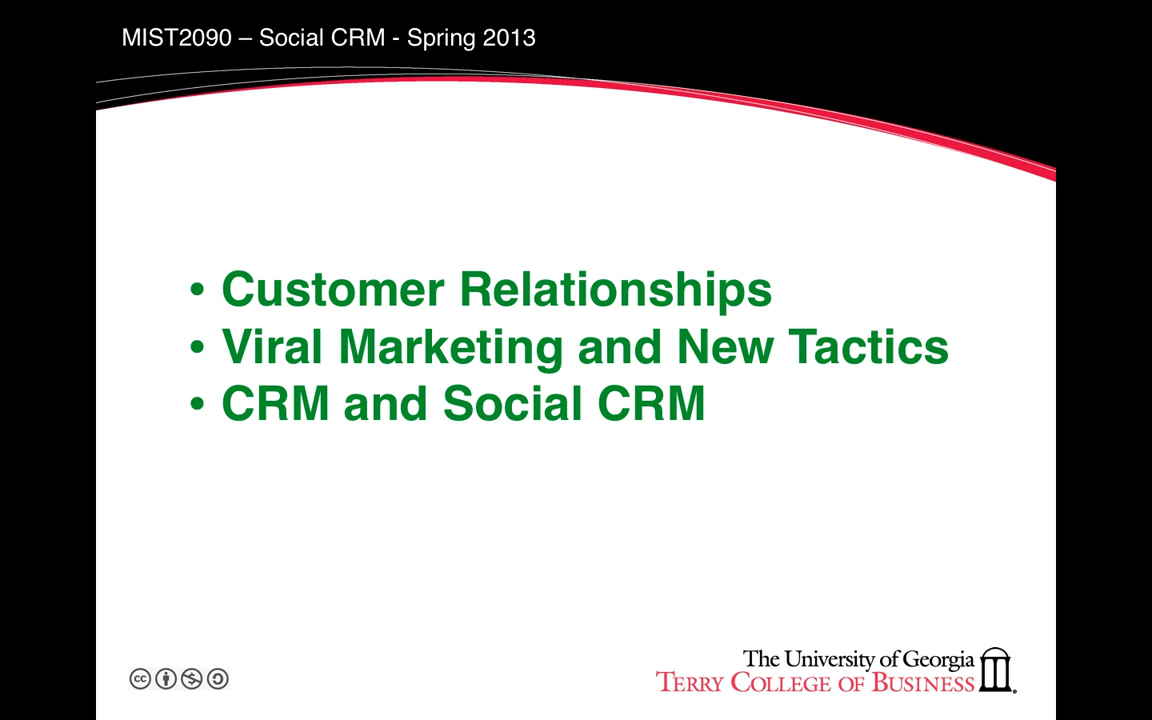 MIST2090 – Social CRM - Spring 2013
• Customer Relationships
• Viral Marketing and New Tactics
• CRM and Social CRM
cc
The University of Georgia
TERRY COLLEGE OF BUSINESS